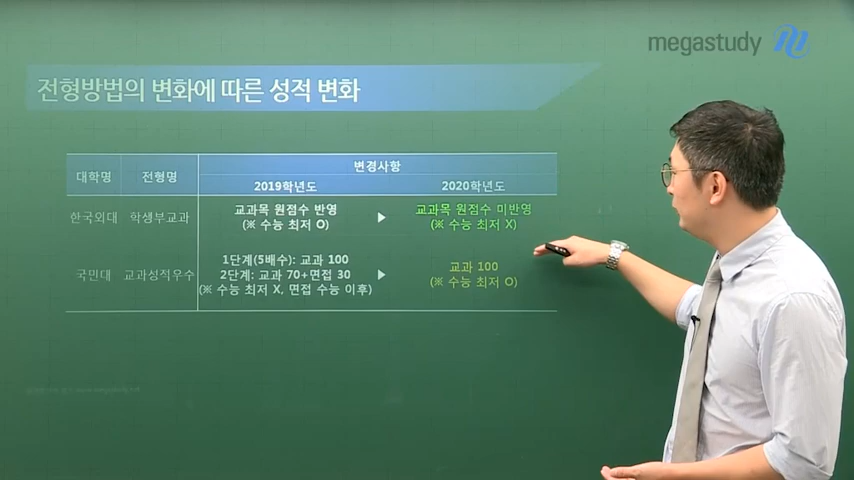 megastudy
전형방법의 변화에 따른 성적 변화
대학명 전형명 변경사항
2019학년도 2020학년도
한국외대 학생부교과 교과목 원점수 반영 ▶ 교과목 원점수 미반영
(※ 수능 최저 O) (※ 수능 최저 X)
국민대 교과성적우수 1단계(5배수): 교과 100
2단계: 교과 70+면접 30 ▶ 교과 100
(※ 수능 최저 X, 면접 수능 이후) (※ 수능 최저 O)